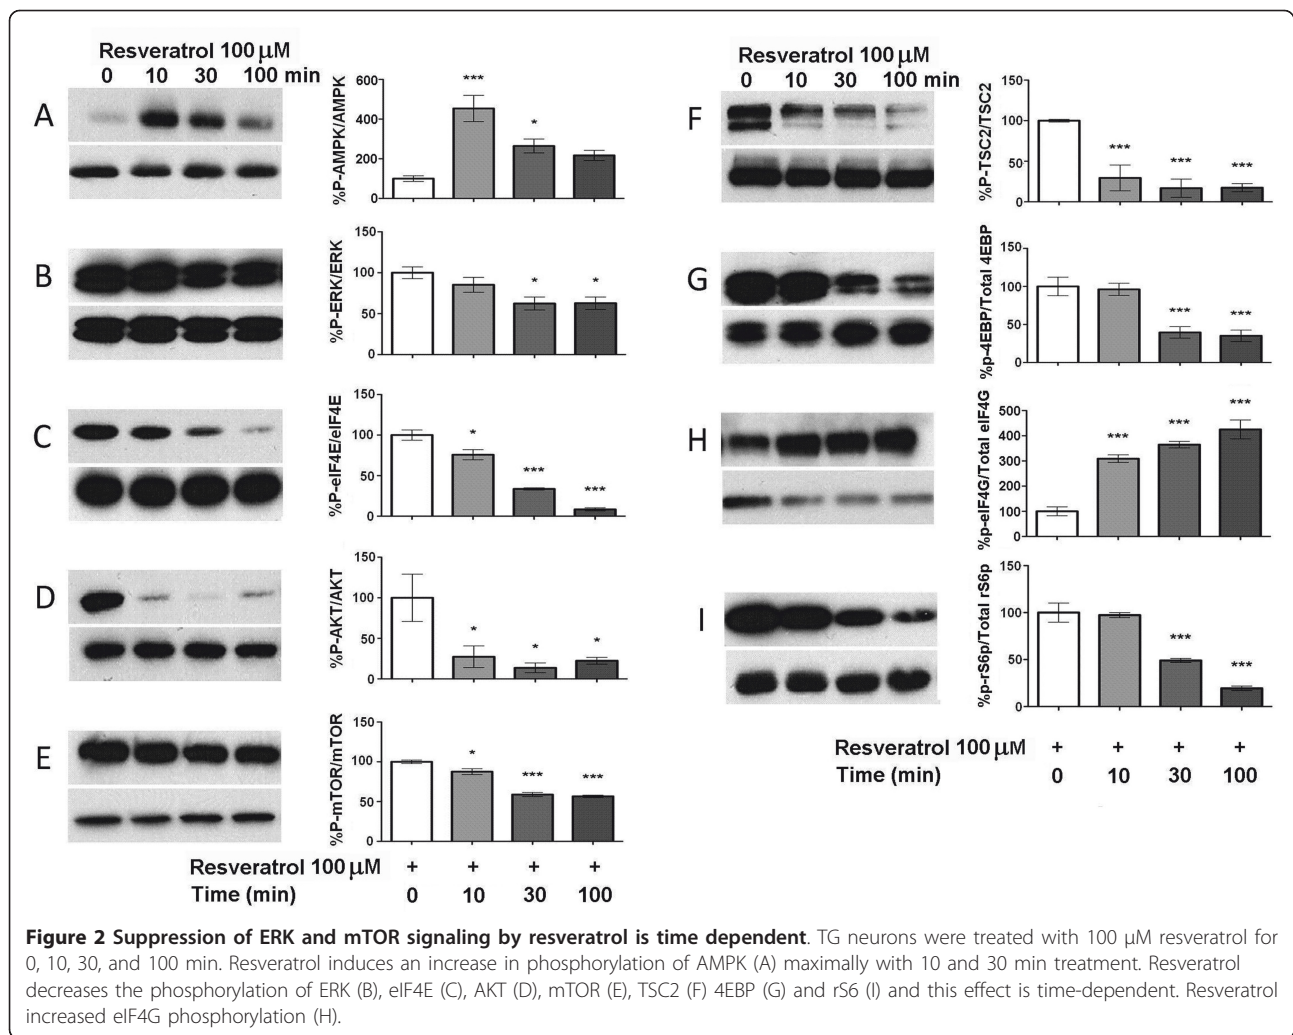 Resveratrol 100 µM
0 10 30 100 min
A
%P-AMPK/AMPK
600
400
200
0
***
*
B
%P-ERK/ERK
150
100
50
0
*
*
C
%P-eIF4E/eIF4E
150
100
50
0
*
***
***
D
%P-AKT/AKT
150
100
50
0
*
*
*
E
%P-mTOR/mTOR
150
100
50
0
*
***
***
Resveratrol 100 µM + + + +
Time (min) 0 10 30 100
Resveratrol 100 µM
0 10 30 100 min
F
%P-TSC2/TSC2
150
100
50
0
***
***
***
G
%p-4EBP/Total 4EBP
150
100
50
0
***
***
H
%p-eIF4G/Total eIF4G
500
400
300
200
100
0
***
***
***
I
%p-rS6p/Total rS6p
150
100
50
0
***
***
Resveratrol 100 µM + + + +
Time (min) 0 10 30 100
Figure 2 Suppression of ERK and mTOR signaling by resveratrol is time dependent. TG neurons were treated with 100 µM resveratrol for
0, 10, 30, and 100 min. Resveratrol induces an increase in phosphorylation of AMPK (A) maximally with 10 and 30 min treatment. Resveratrol
decreases the phosphorylation of ERK (B), eIF4E (C), AKT (D), mTOR (E), TSC2 (F) 4EBP (G) and rS6 (I) and this effect is time-dependent. Resveratrol
increased eIF4G phosphorylation (H).